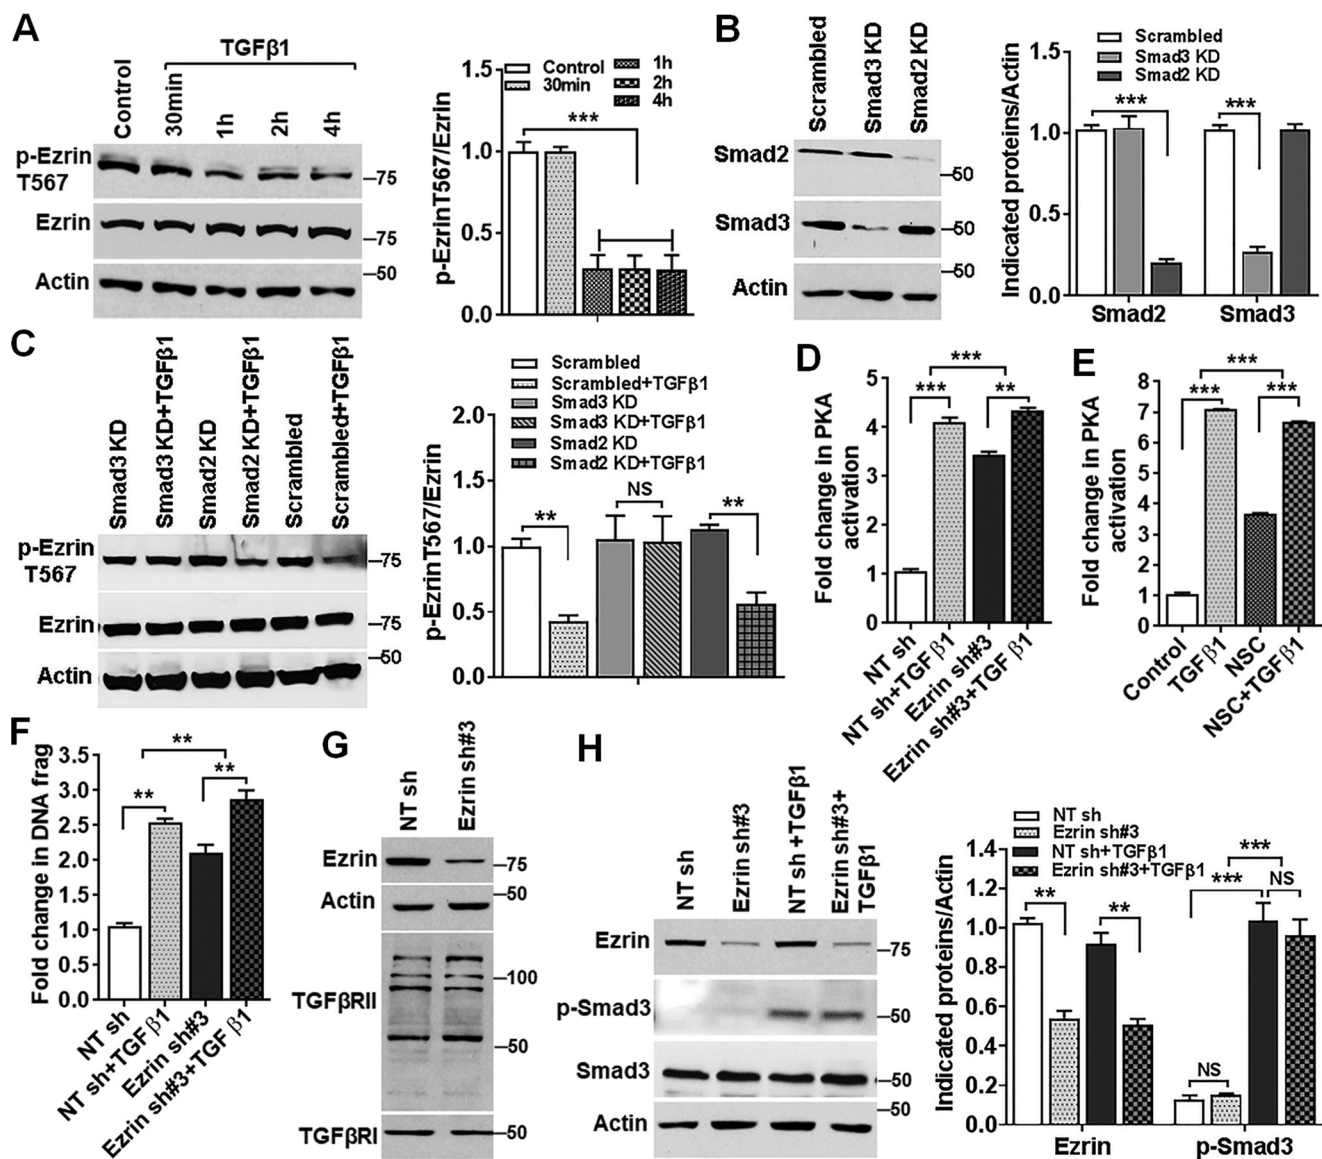 A
TGFβ1
Control
30min
1h
2h
4h
p-Ezrin
T567
–75
Ezrin
–75
–50
Actin
p-EzrinT567/Ezrin
1.5
1.0
0.5
0.0
Control
30min
1h
2h
4h
***
B
Scrambled
Smad3 KD
Smad2 KD
Smad2
–50
Smad3
–50
–50
Actin
Indicated proteins/Actin
1.5
1.0
0.5
0.0
Scrambled
Smad3 KD
Smad2 KD
***
***
Smad2
Smad3
C
Smad3 KD
Smad3 KD+TGFβ1
Smad2 KD
Smad2 KD+TGFβ1
Scrambled
Scrambled+TGFβ1
p-Ezrin
T567
–75
Ezrin
–75
–50
Actin
Scrambled
Scrambled+TGFβ1
Smad3 KD
Smad3 KD+TGFβ1
Smad2 KD
Smad2 KD+TGFβ1
p-EzrinT567/Ezrin
2.0
1.5
1.0
0.5
0.0
**
NS
**
D
Fold change in PKA
activation
5
4
3
2
1
0
***
***
**
NT sh
NT sh+TGF β1
Ezrin sh#3
Ezrin sh#3+TGF β1
E
Fold change in PKA
activation
8
7
6
5
4
3
2
1
0
***
***
***
Control
TGF β1
NSC
NSC+TGF β1
F
Fold change in DNA frag
3.5
3.0
2.5
2.0
1.5
1.0
0.5
0.0
**
**
**
NT sh
NT sh+TGF β1
Ezrin sh#3
Ezrin sh#3+TGF β1
G
NT sh
Ezrin sh#3
Ezrin
–75
–50
Actin
–100
TGFβRII
–50
TGFβRI
–50
H
NT sh
Ezrin sh#3
NT sh +TGFβ1
Ezrin sh#3+
TGFβ1
Ezrin
–75
p-Smad3
–50
Smad3
–50
–50
Actin
NT sh
Ezrin sh#3
NT sh+TGFβ1
Ezrin sh#3+TGFβ1
Indicated proteins/Actin
1.4
1.2
1.0
0.8
0.6
0.4
0.2
0.0
**
**
NS
***
***
NS
Ezrin
p-Smad3